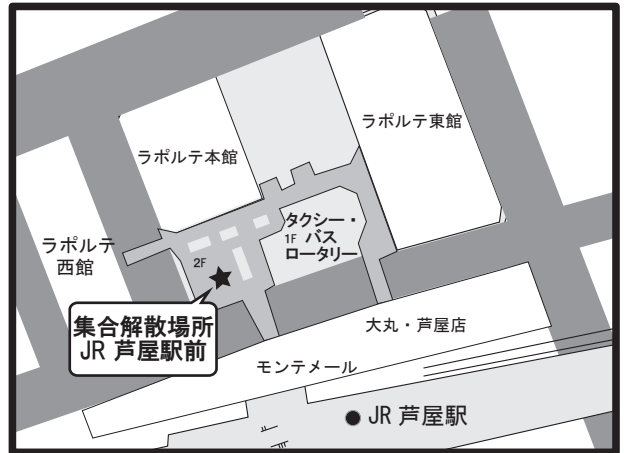 ラポルテ東館
ラポルテ本館
タクシー・
1F バス
ロータリー
ラポルテ
西館
2F
集合解散場所
JR 芦屋駅前
大丸・芦屋店
モンテメール
JR 芦屋駅